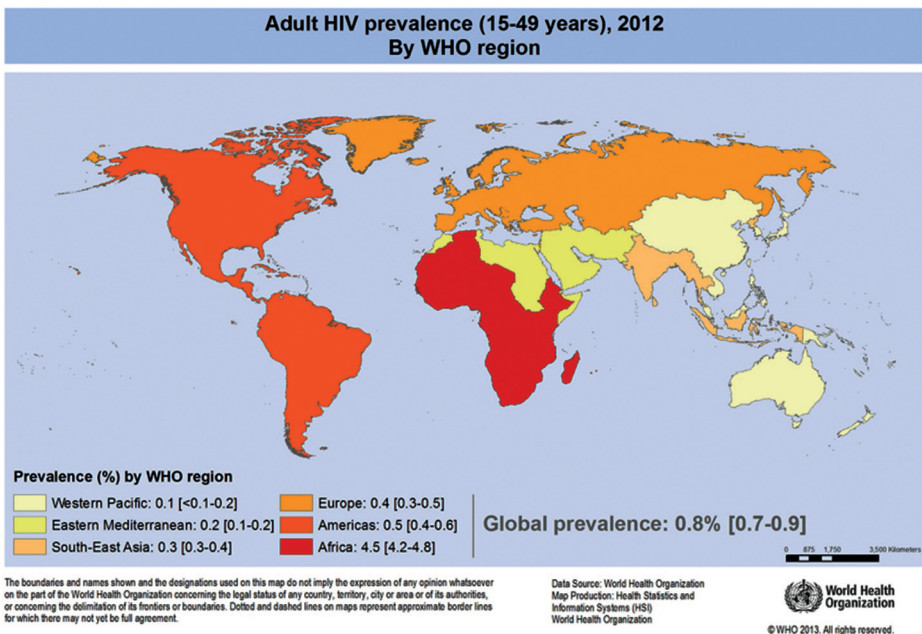 Adult HIV prevalence (15-49 years), 2012
By WHO region
Prevalence (%) by WHO region
Western Pacific: 0.1 [<0.1-0.2]
Eastern Mediterranean: 0.2 [0.1-0.2]
South-East Asia: 0.3 [0.3-0.4]
Europe: 0.4 [0.3-0.5]
Americas: 0.5 [0.4-0.6]
Africa: 4.5 [4.2-4.8]
Global prevalence: 0.8% [0.7-0.9]
0 875 1,750 3,500 Kilometers
The boundaries and names shown and the designations used on this map do not imply the expression of any opinion whatsoever
on the part of the World Health Organization concerning the legal status of any country, territory, city or area or of its authorities,
or concerning the delimitation of its frontiers or boundaries. Dotted and dashed lines on maps represent approximate border lines
for which there may not yet be full agreement.
Data Source: World Health Organization
Map Production: Health Statistics and
Information Systems (HSI)
World Health Organization
World Health
Organization
© WHO 2013. All rights reserved.